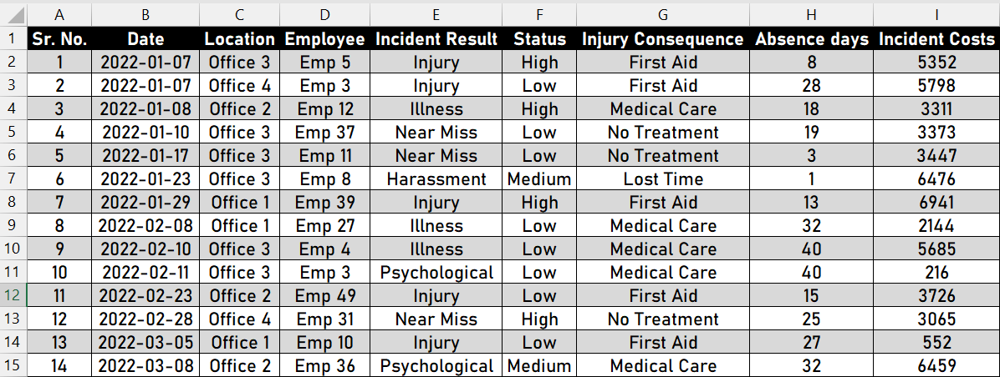 A B C D E F G H I
1 Sr. No. Date Location Employee Incident Result Status Injury Consequence Absence days Incident Costs
2 1 2022-01-07 Office 3 Emp 5 Injury High First Aid 8 5352
3 2 2022-01-07 Office 4 Emp 3 Injury Low First Aid 28 5798
4 3 2022-01-08 Office 2 Emp 12 Illness High Medical Care 18 3311
5 4 2022-01-10 Office 3 Emp 37 Near Miss Low No Treatment 19 3373
6 5 2022-01-17 Office 3 Emp 11 Near Miss Low No Treatment 3 3447
7 6 2022-01-23 Office 3 Emp 8 Harassment Medium Lost Time 1 6476
8 7 2022-01-29 Office 1 Emp 39 Injury High First Aid 13 6941
9 8 2022-02-08 Office 1 Emp 27 Illness Low Medical Care 32 2144
10 9 2022-02-10 Office 3 Emp 4 Illness Low Medical Care 40 5685
11 10 2022-02-11 Office 3 Emp 3 Psychological Low Medical Care 40 216
12 11 2022-02-23 Office 2 Emp 49 Injury Low First Aid 15 3726
13 12 2022-02-28 Office 4 Emp 31 Near Miss High No Treatment 25 3065
14 13 2022-03-05 Office 1 Emp 10 Injury Low First Aid 27 552
15 14 2022-03-08 Office 2 Emp 36 Psychological Medium Medical Care 32 6459